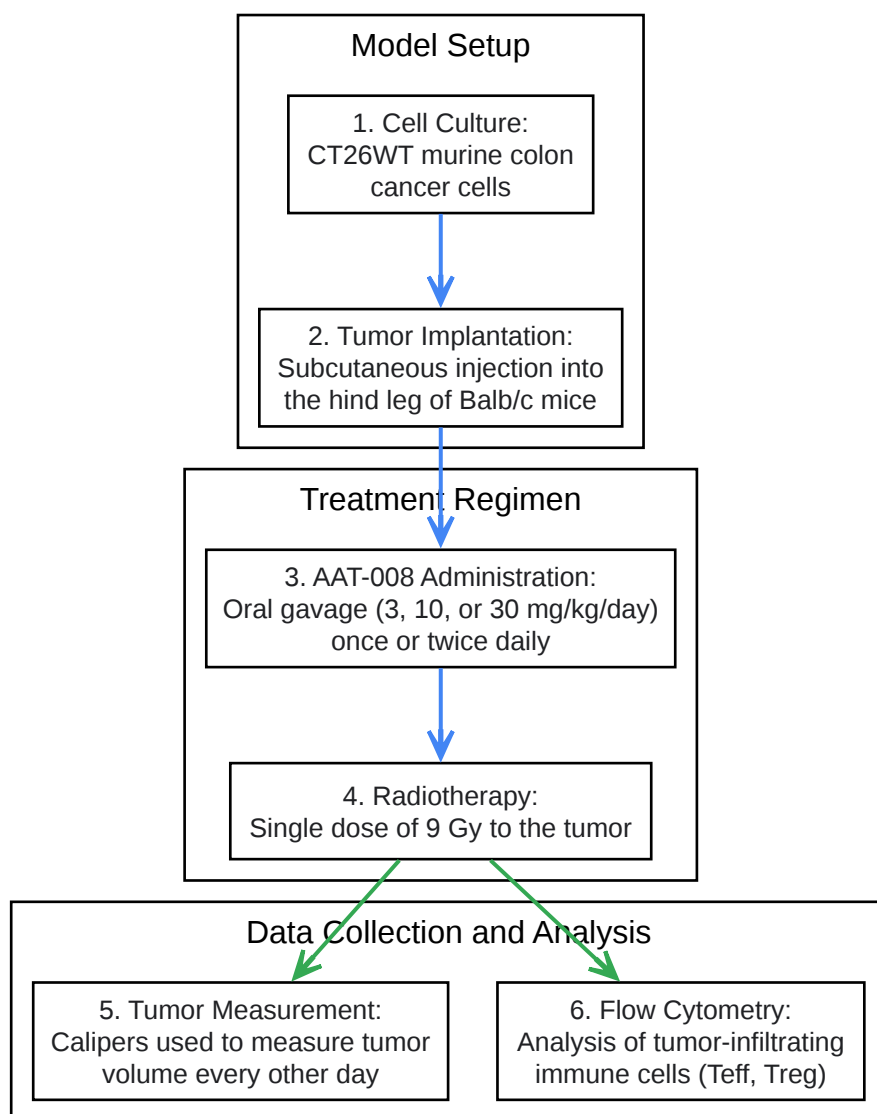 Model Setup
1. Cell Culture:
CT26WT murine colon
cancer cells
2. Tumor Implantation:
Subcutaneous injection into
the hind leg of Balb/c mice
Treatment Regimen
3. AAT-008 Administration:
Oral gavage (3, 10, or 30 mg/kg/day)
once or twice daily
4. Radiotherapy:
Single dose of 9 Gy to the tumor
Data Collection and Analysis
5. Tumor Measurement:
Calipers used to measure tumor
volume every other day
6. Flow Cytometry:
Analysis of tumor-infiltrating
immune cells (Teff, Treg)